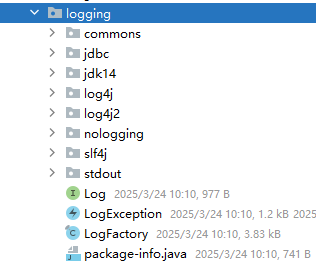 logging
commons
jdbc
jdk14
log4j
log4j2
nologging
slf4j
stdout
Log 2025/3/24 10:10, 977 B
LogException 2025/3/24 10:10, 1.2 kB 2025
LogFactory 2025/3/24 10:10, 3.83 kB
package-info.java 2025/3/24 10:10, 741 B